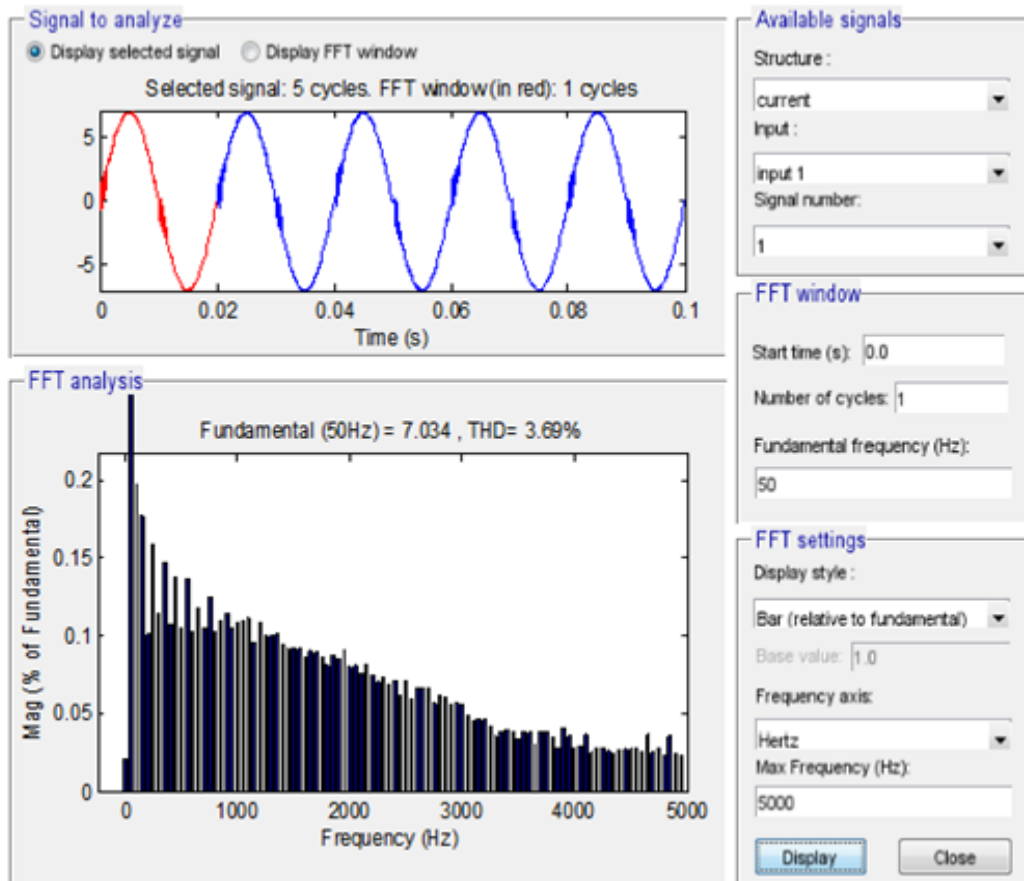 Signal to analyze
Display selected signal Display FFT window
Selected signal: 5 cycles. FFT window (in red): 1 cycles
5
0
-5
0 0.02 0.04 0.06 0.08 0.1
Time (s)
FFT analysis
Fundamental (50Hz) = 7.034 , THD= 3.69%
Mag (% of Fundamental)
0.2
0.15
0.1
0.05
0
0 1000 2000 3000 4000 5000
Frequency (Hz)
Available signals
Structure :
current
Input :
input 1
Signal number:
1
FFT window
Start time (s): 0.0
Number of cycles: 1
Fundamental frequency (Hz):
50
FFT settings
Display style :
Bar (relative to fundamental)
Base value: 1.0
Frequency axis:
Hertz
Max Frequency (Hz):
5000
Display Close